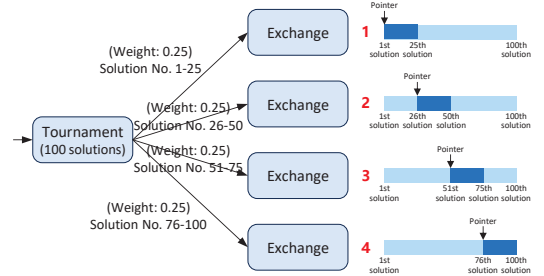 Pointer
(Weight: 0.25)
Solution No. 1-25
Exchange
1
1st
solution
25th
solution
100th
solution
Pointer
(Weight: 0.25)
Solution No. 26-50
Exchange
2
1st
solution
26th
solution
50th
solution
100th
solution
Tournament
(100 solutions)
Pointer
(Weight: 0.25)
Solution No. 51-75
Exchange
3
1st
solution
51st
solution
75th
solution
100th
solution
Pointer
(Weight: 0.25)
Solution No. 76-100
Exchange
4
1st
solution
76th
solution
100th
solution